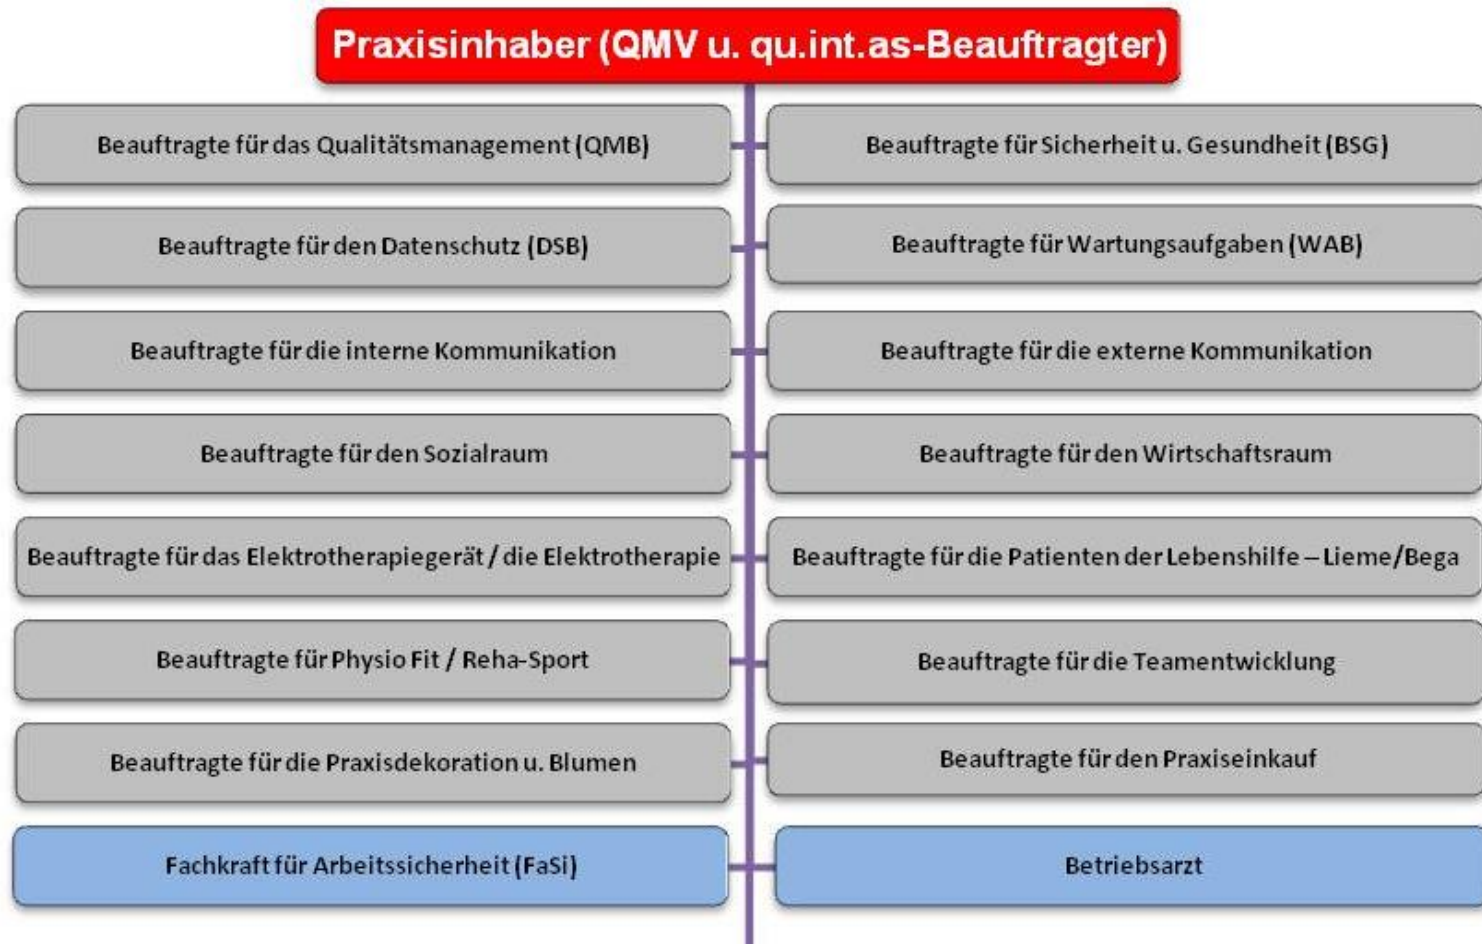 Praxisinhaber (QMV u. qu.int.as-Beauftragter)
Beauftragte für das Qualitätsmanagement (QMB)
Beauftragte für Sicherheit u. Gesundheit (BSG)
Beauftragte für den Datenschutz (DSB)
Beauftragte für Wartungsaufgaben (WAB)
Beauftragte für die interne Kommunikation
Beauftragte für die externe Kommunikation
Beauftragte für den Sozialraum
Beauftragte für den Wirtschaftsraum
Beauftragte für das Elektrotherapiegerät / die Elektrotherapie
Beauftragte für die Patienten der Lebenshilfe – Lieme/Bega
Beauftragte für Physio Fit / Reha-Sport
Beauftragte für die Teamentwicklung
Beauftragte für die Praxisdekoration u. Blumen
Beauftragte für den Praxiseinkauf
Fachkraft für Arbeitssicherheit (FaSi)
Betriebsarzt